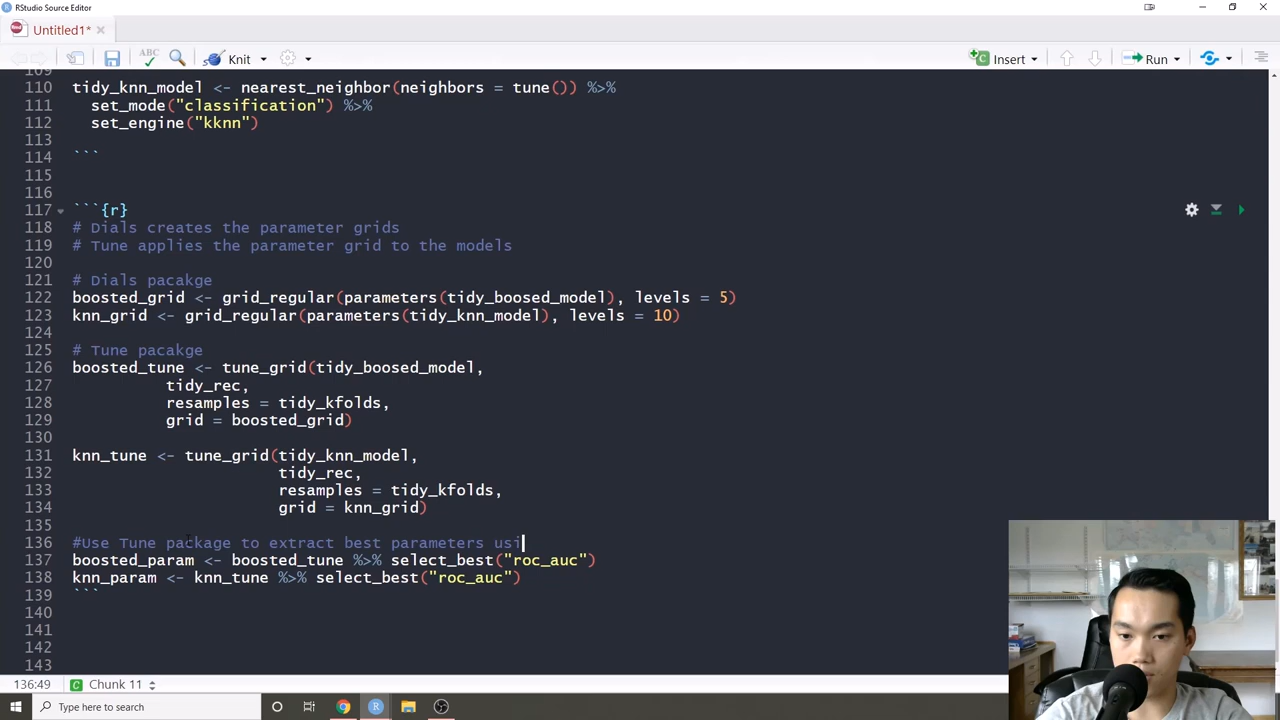 RStudio Source Editor
Untitled1*
ABC
Knit
Insert
Run
109
110 tidy_knn_model <- nearest_neighbor(neighbors = tune()) %>%
111 set_mode("classification") %>%
112 set_engine("kknn")
113
114 ```
115
116
117 ```{r}
118 # Dials creates the parameter grids
119 # Tune applies the parameter grid to the models
120
121 # Dials pacakge
122 boosted_grid <- grid_regular(parameters(tidy_boosed_model), levels = 5)
123 knn_grid <- grid_regular(parameters(tidy_knn_model), levels = 10)
124
125 # Tune pacakge
126 boosted_tune <- tune_grid(tidy_boosed_model,
127 tidy_rec,
128 resamples = tidy_kfolds,
129 grid = boosted_grid)
130
131 knn_tune <- tune_grid(tidy_knn_model,
132 tidy_rec,
133 resamples = tidy_kfolds,
134 grid = knn_grid)
135
136 #Use Tune package to extract best parameters usi
137 boosted_param <- boosted_tune %>% select_best("roc_auc")
138 knn_param <- knn_tune %>% select_best("roc_auc")
139 ```
140
141
142
143
136:49 C Chunk 11
Type here to search